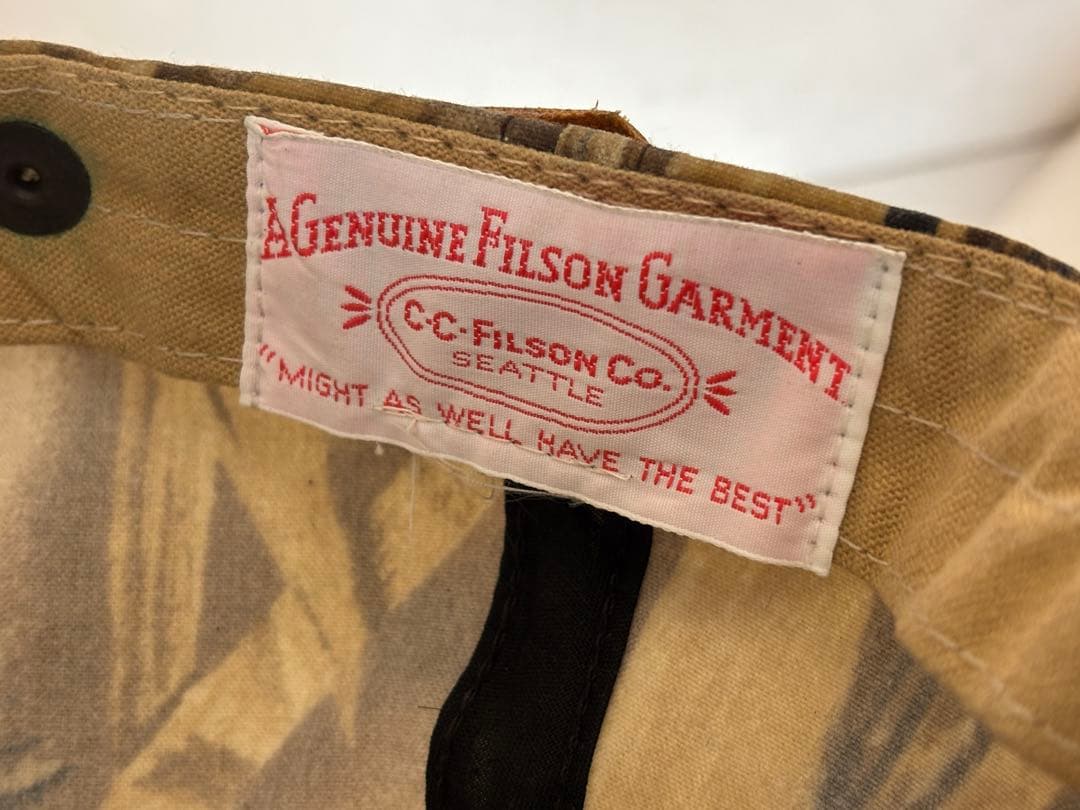 A GENUINE FILSON GARMENT
C·C·FILSON CO.
SEATTLE
"MIGHT AS WELL HAVE THE BEST"